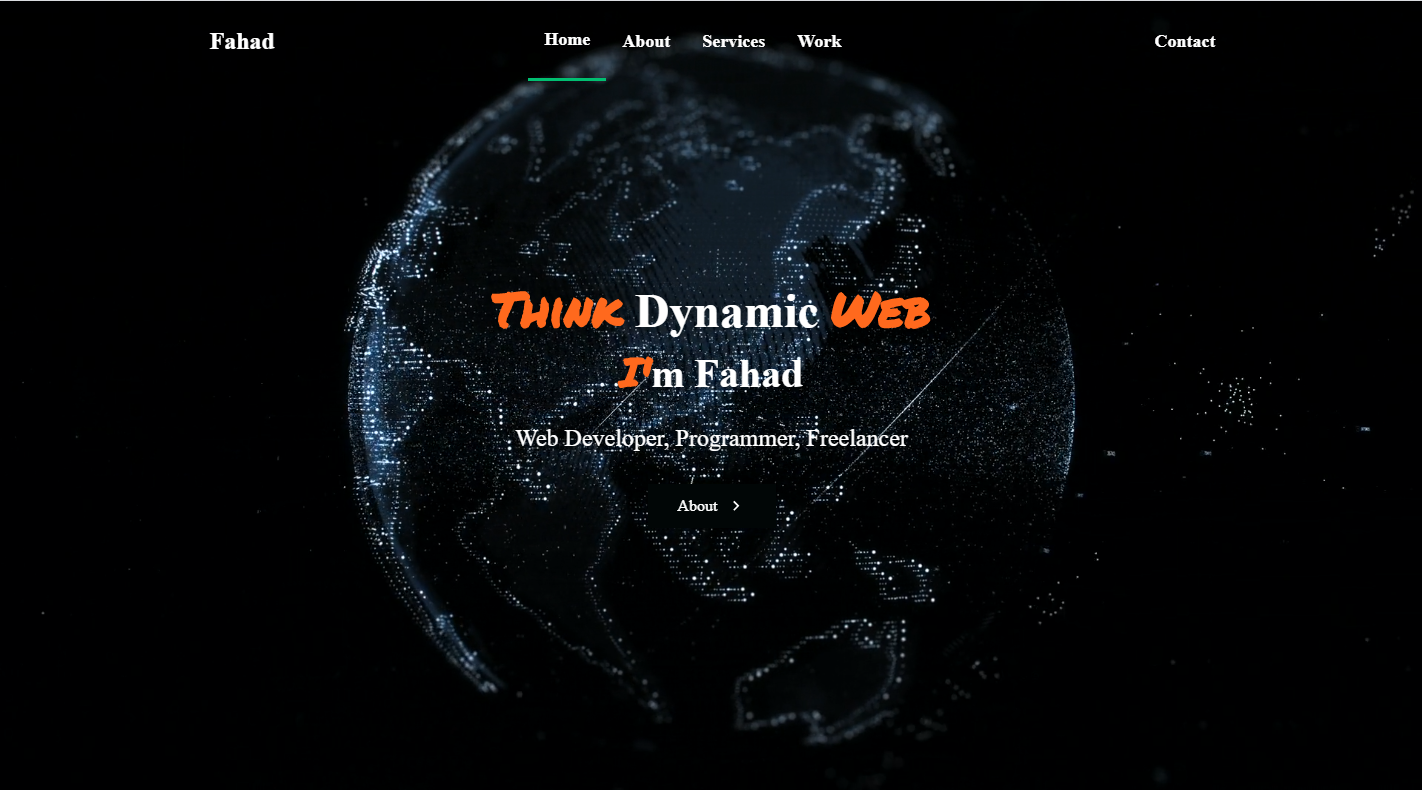 Fahad Home About Services Work Contact
Think Dynamic Web
I'm Fahad
Web Developer, Programmer, Freelancer
About